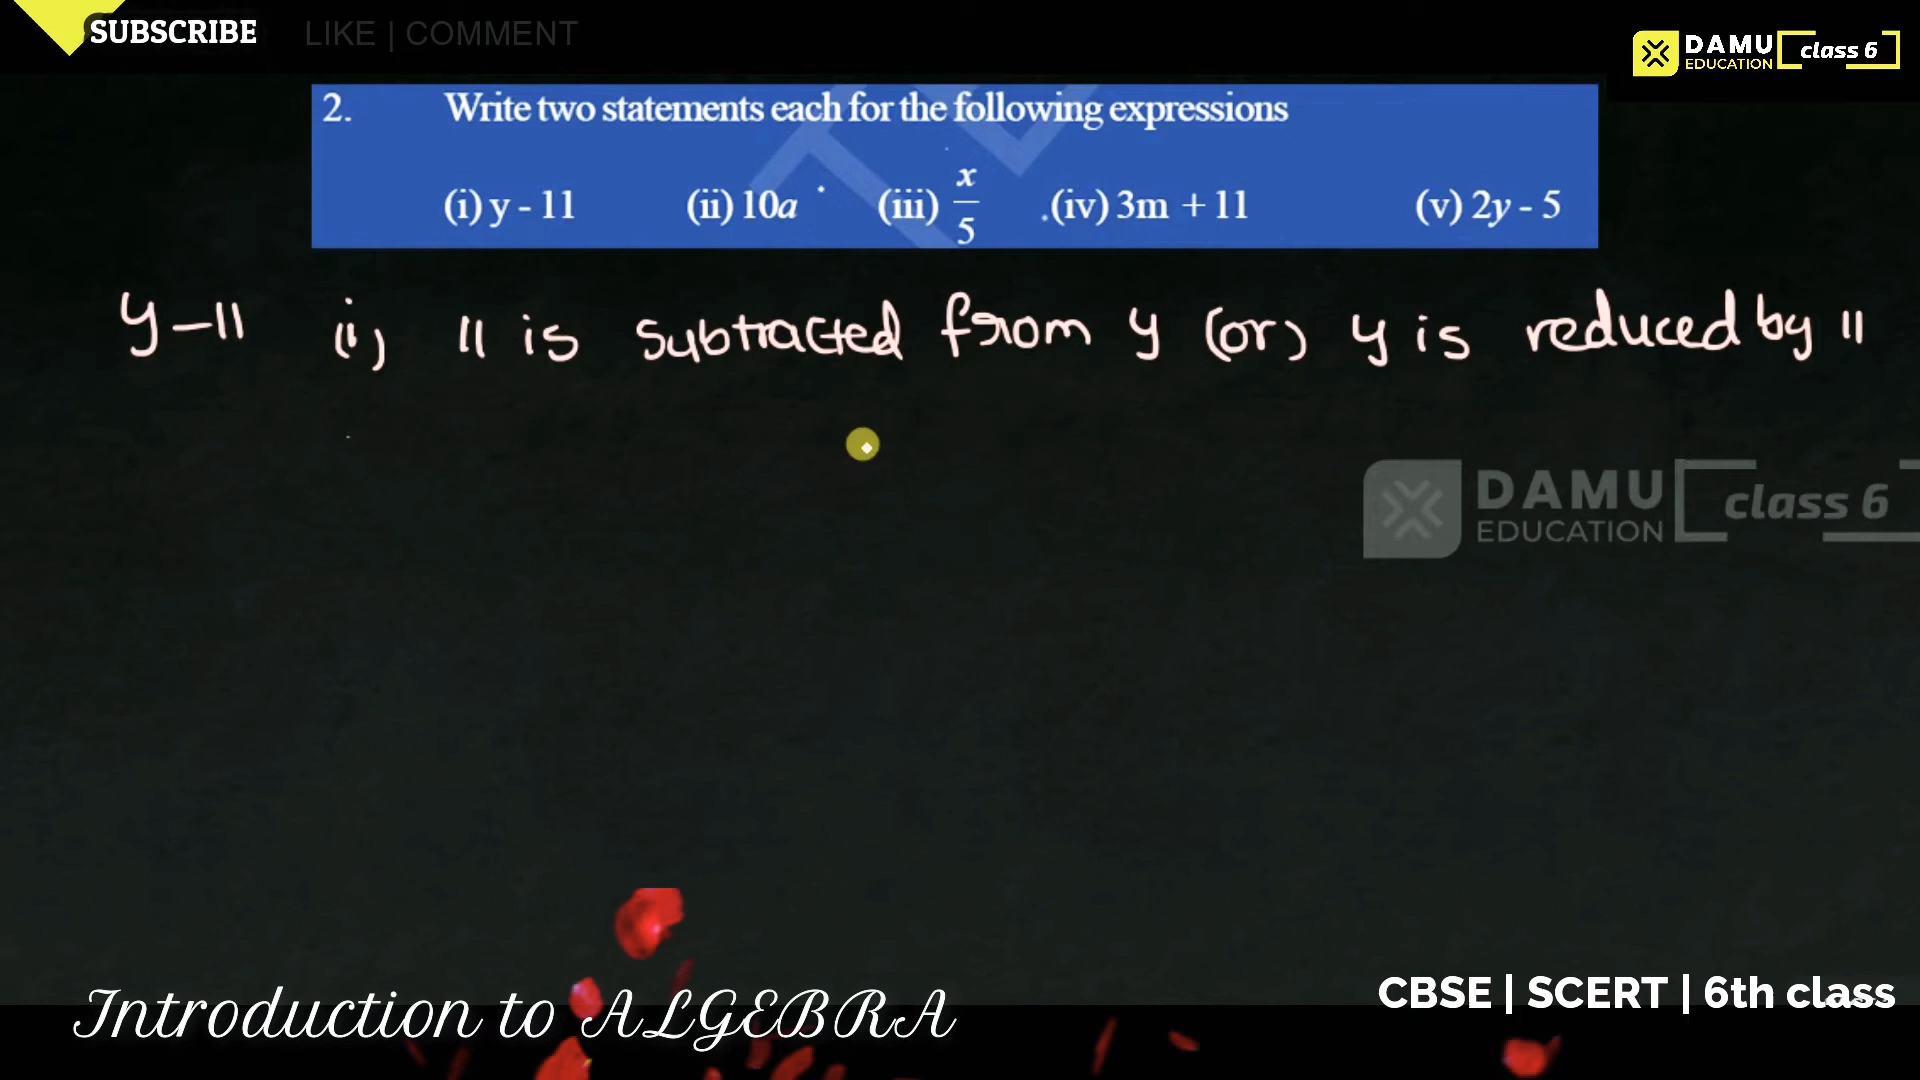 SUBSCRIBE LIKE | COMMENT
DAMU EDUCATION class 6
2. Write two statements each for the following expressions
(i) y - 11 (ii) 10a (iii) x/5 (iv) 3m + 11 (v) 2y - 5
y-11 (i) 11 is subtracted from y (or) y is reduced by 11
DAMU EDUCATION class 6
Introduction to ALGEBRA
CBSE | SCERT | 6th class